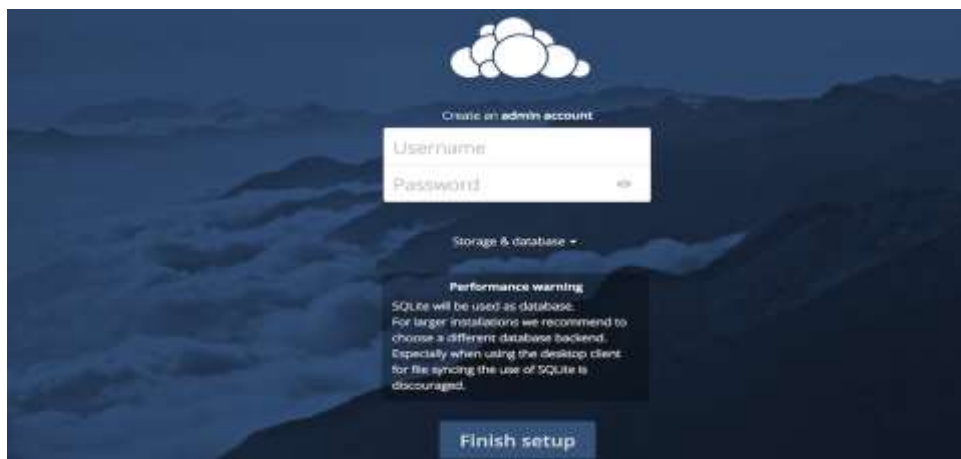 Create an admin account
Username
Password
Storage & database
Performance warning
SQLite will be used as database.
For larger installations we recommend to
choose a different database backend.
Especially when using the desktop client
for file syncing the use of SQLite is
discouraged.
Finish setup